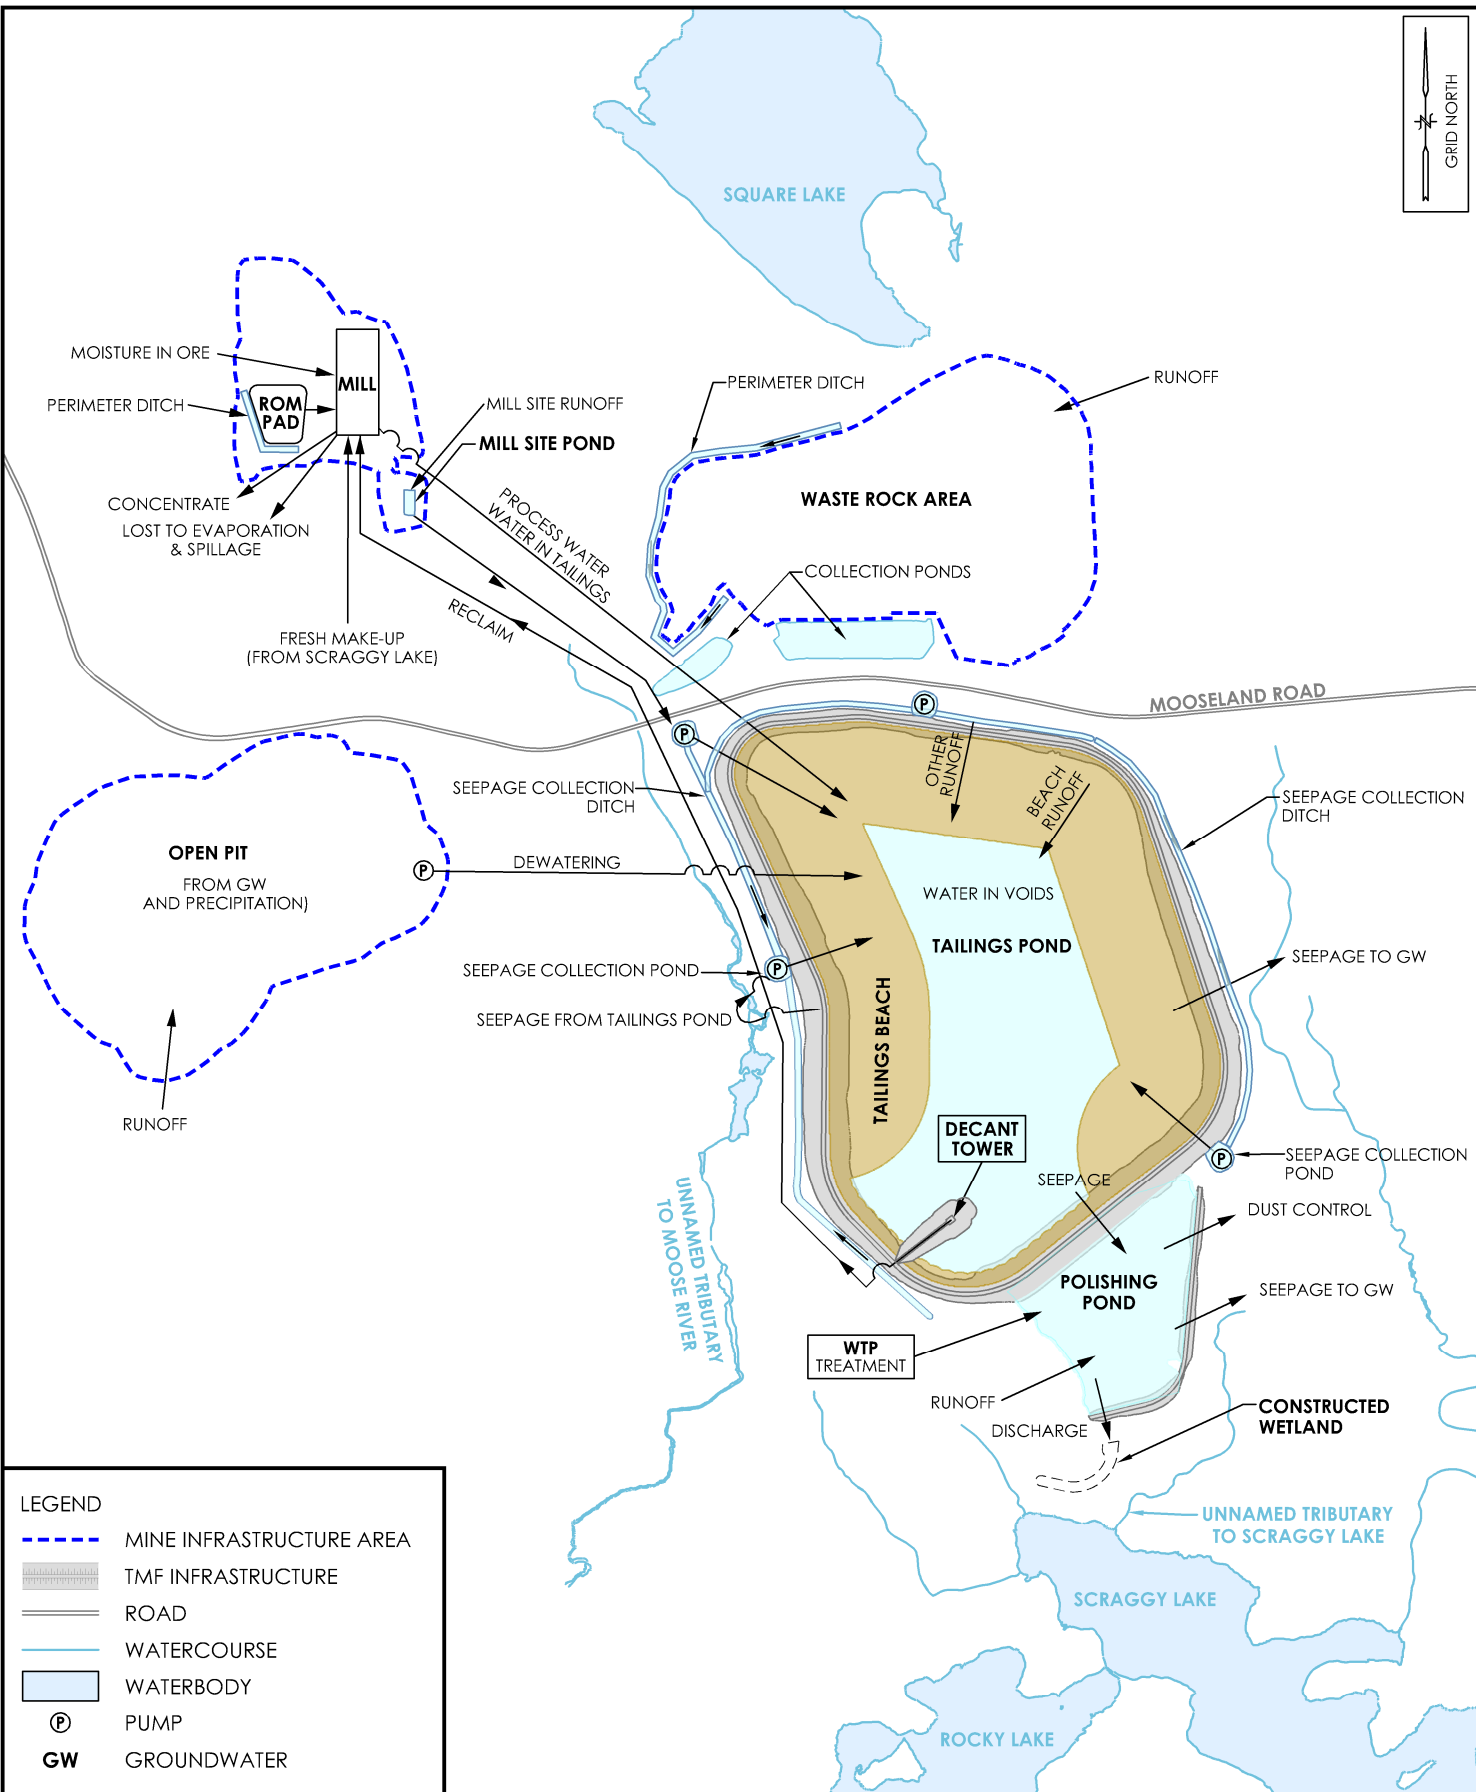 GRID NORTH
SQUARE LAKE
MOISTURE IN ORE
MILL
PERIMETER DITCH
ROM
PAD
MILL SITE RUNOFF
MILL SITE POND
CONCENTRATE
LOST TO EVAPORATION
& SPILLAGE
FRESH MAKE-UP
(FROM SCRAGGY LAKE)
PROCESS WATER
WATER IN TAILINGS
RECLAIM
PERIMETER DITCH
RUNOFF
WASTE ROCK AREA
COLLECTION PONDS
MOOSELAND ROAD
P
P
SEEPAGE COLLECTION
DITCH
OTHER
RUNOFF
BEACH
RUNOFF
SEEPAGE COLLECTION
DITCH
OPEN PIT
FROM GW
AND PRECIPITATION)
P
DEWATERING
WATER IN VOIDS
TAILINGS POND
SEEPAGE COLLECTION POND
P
SEEPAGE TO GW
SEEPAGE FROM TAILINGS POND
TAILINGS BEACH
RUNOFF
DECANT
TOWER
SEEPAGE
P
SEEPAGE COLLECTION
POND
DUST CONTROL
UNNAMED TRIBUTARY
TO MOOSE RIVER
POLISHING
POND
SEEPAGE TO GW
WTP
TREATMENT
RUNOFF
DISCHARGE
CONSTRUCTED
WETLAND
UNNAMED TRIBUTARY
TO SCRAGGY LAKE
SCRAGGY LAKE
ROCKY LAKE
LEGEND
MINE INFRASTRUCTURE AREA
TMF INFRASTRUCTURE
ROAD
WATERCOURSE
WATERBODY
P PUMP
GW GROUNDWATER